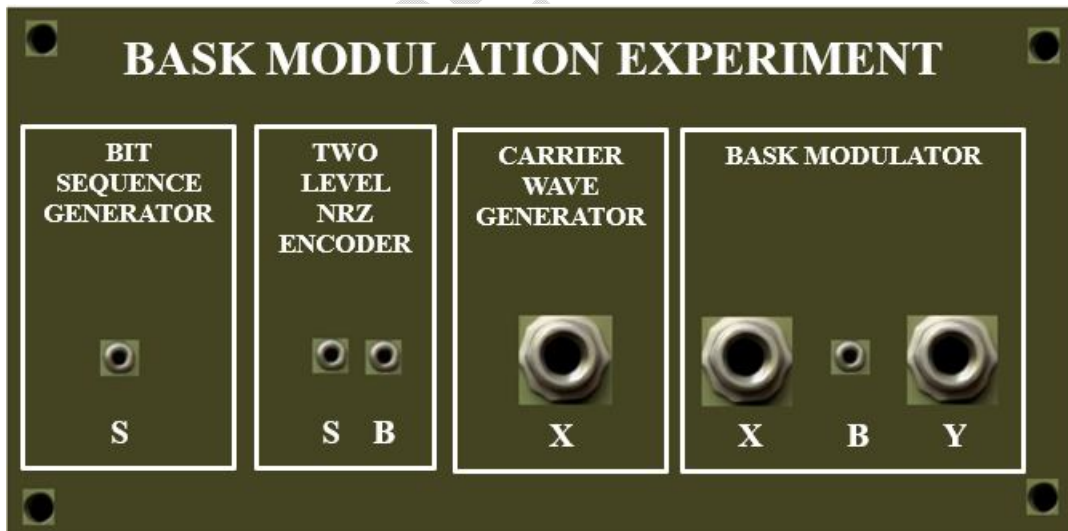 BASK MODULATION EXPERIMENT
BIT
SEQUENCE
GENERATOR
S
TWO
LEVEL
NRZ
ENCODER
S B
CARRIER
WAVE
GENERATOR
X
BASK MODULATOR
X B Y